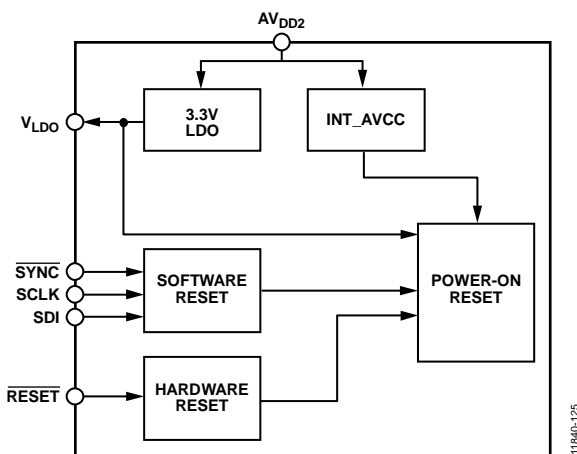 AVDD2
3.3V
LDO
INT_AVCC
VLDO
SYNC
SCLK
SDI
SOFTWARE
RESET
POWER-ON
RESET
RESET
HARDWARE
RESET
11840-125